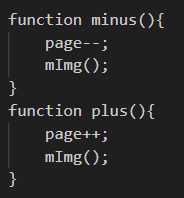 function minus(){
    page--;
    mImg();
}
function plus(){
    page++;
    mImg();
}